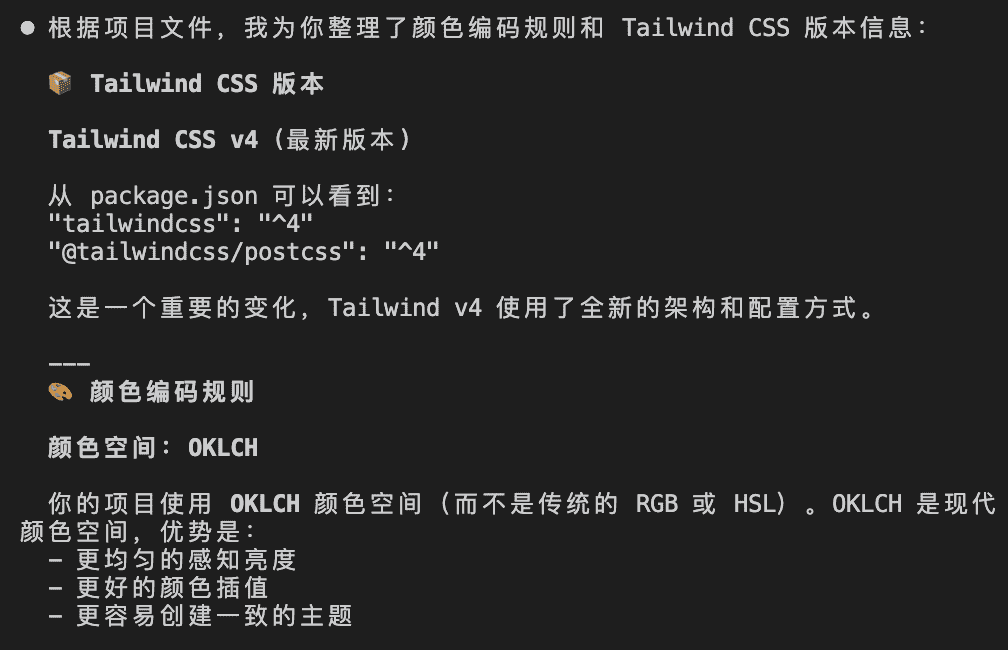 ● 根据项目文件，我为你整理了颜色编码规则和 Tailwind CSS 版本信息：
📦 Tailwind CSS 版本
Tailwind CSS v4（最新版本）
从 package.json 可以看到：
"tailwindcss": "^4"
"@tailwindcss/postcss": "^4"
这是一个重要的变化，Tailwind v4 使用了全新的架构和配置方式。
---
🎨 颜色编码规则
颜色空间：OKLCH
你的项目使用 OKLCH 颜色空间（而不是传统的 RGB 或 HSL）。OKLCH 是现代
颜色空间，优势是：
- 更均匀的感知亮度
- 更好的颜色插值
- 更容易创建一致的主题